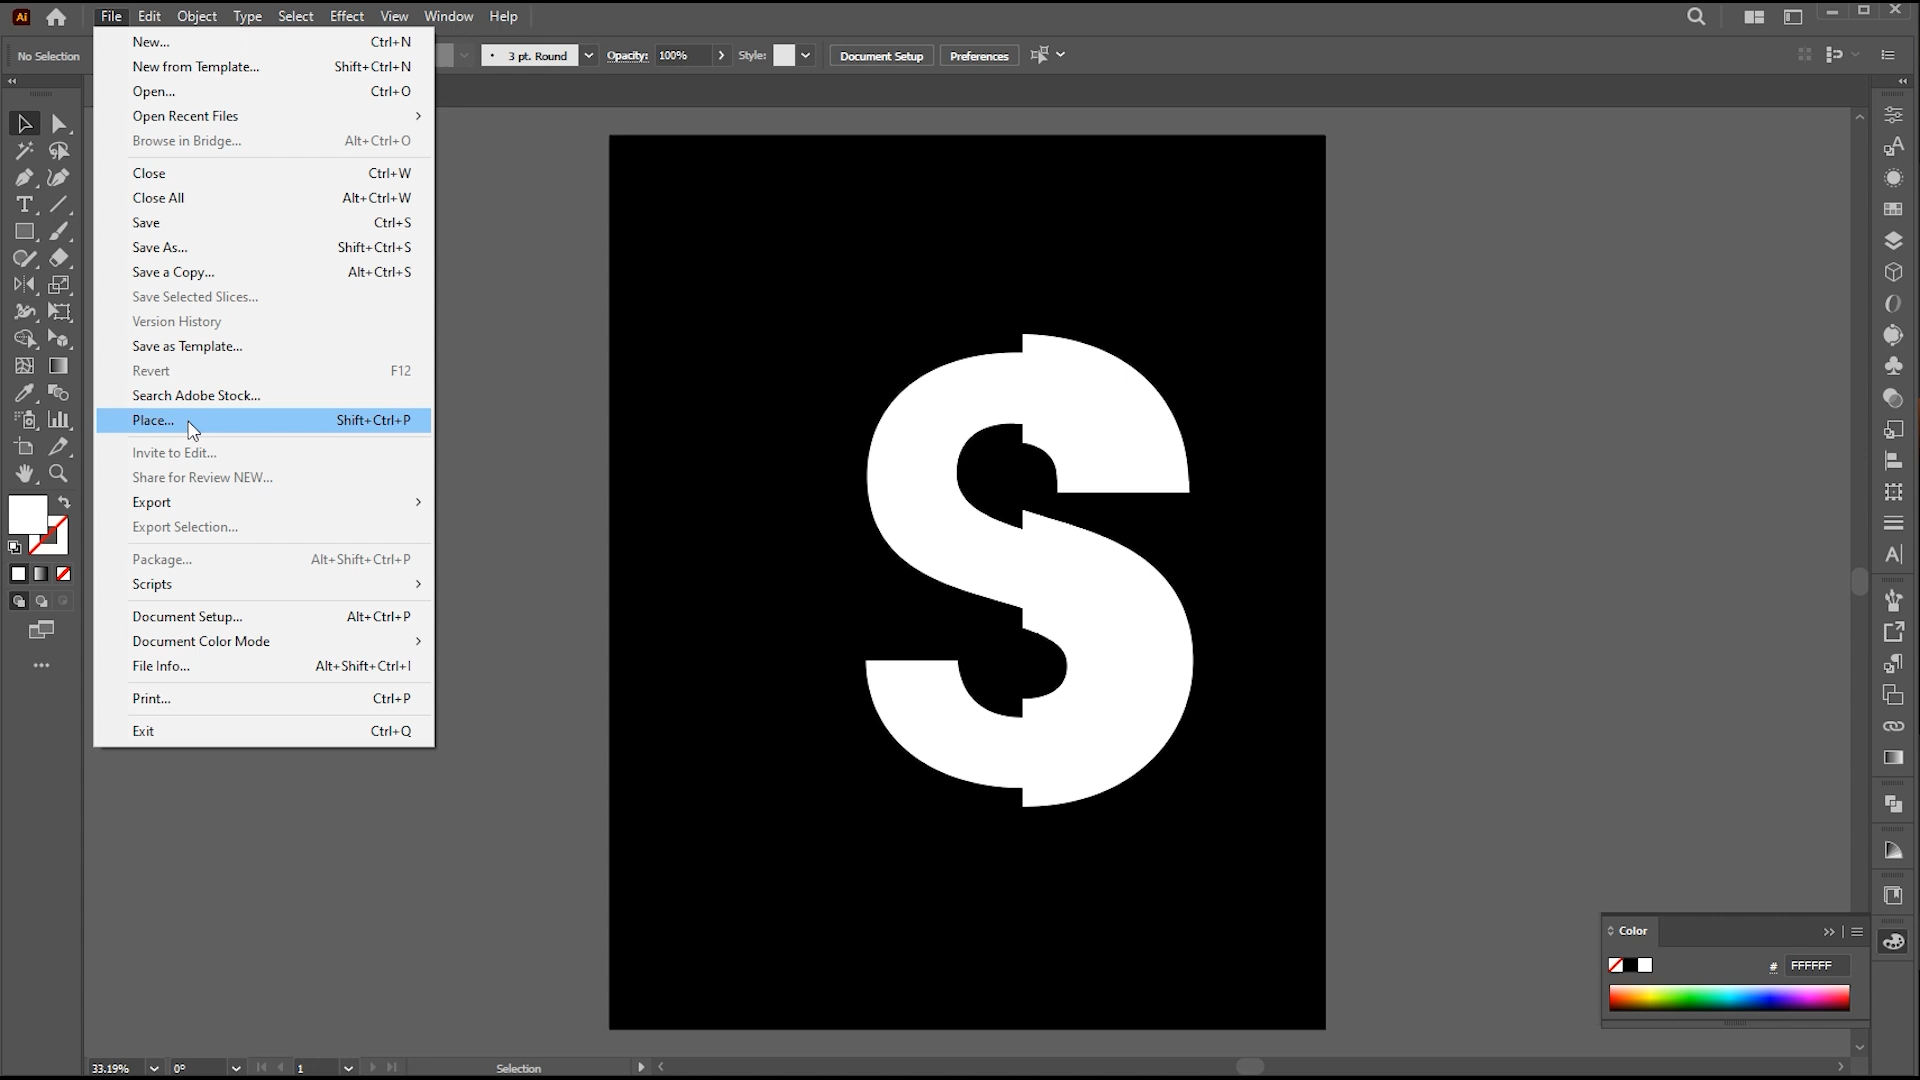 Ai File Edit Object Type Select Effect View Window Help
No Selection 3 pt. Round Opacity: 100% Style: Document Setup Preferences
New... Ctrl+N
New from Template... Shift+Ctrl+N
Open... Ctrl+O
Open Recent Files
Browse in Bridge... Alt+Ctrl+O
Close Ctrl+W
Close All Alt+Ctrl+W
Save Ctrl+S
Save As... Shift+Ctrl+S
Save a Copy... Alt+Ctrl+S
Save Selected Slices...
Version History
Save as Template...
Revert F12
Search Adobe Stock...
Place... Shift+Ctrl+P
Invite to Edit...
Share for Review NEW...
Export
Export Selection...
Package... Alt+Shift+Ctrl+P
Scripts
Document Setup... Alt+Ctrl+P
Document Color Mode
File Info... Alt+Shift+Ctrl+I
Print... Ctrl+P
Exit Ctrl+Q
S
Color
# FFFFFF
33.19% 0° 1 Selection